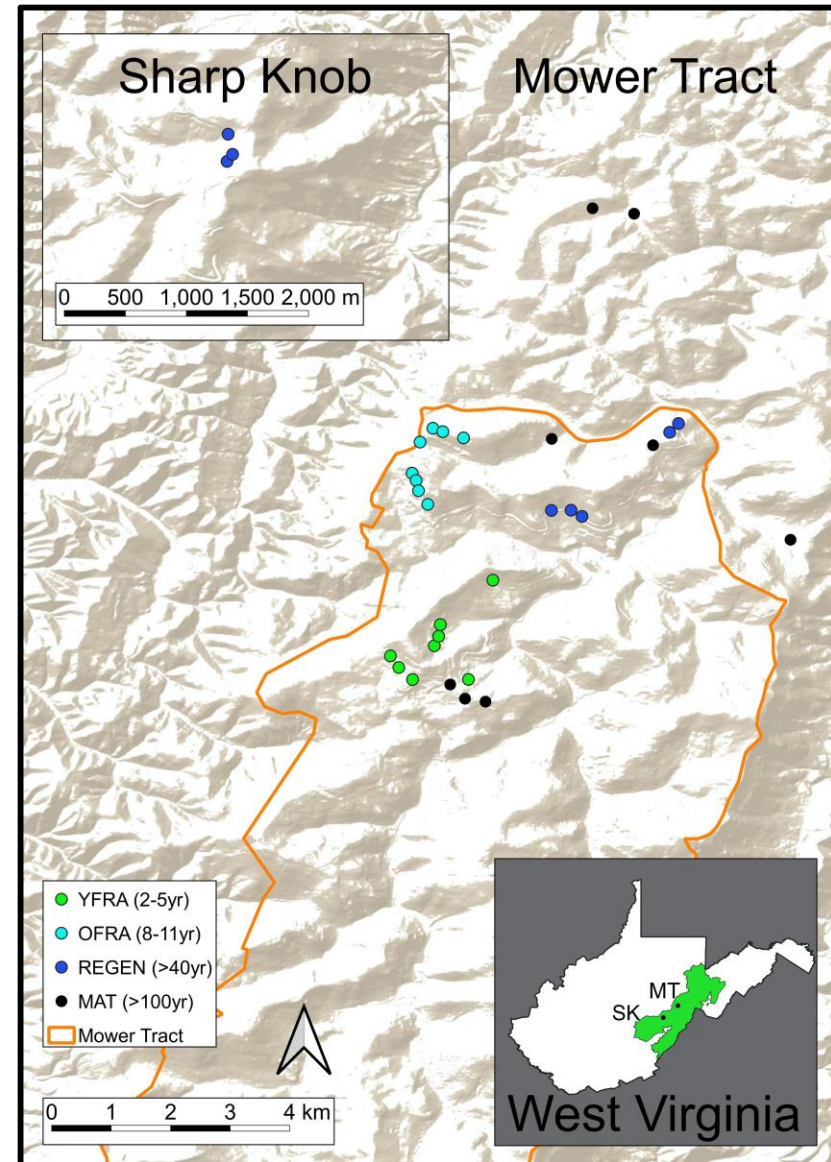 Sharp Knob
Mower Tract
0 500 1,000 1,500 2,000 m
YFRA (2-5yr)
OFRA (8-11yr)
REGEN (>40yr)
MAT (>100yr)
Mower Tract
0 1 2 3 4 km
MT
SK
West Virginia